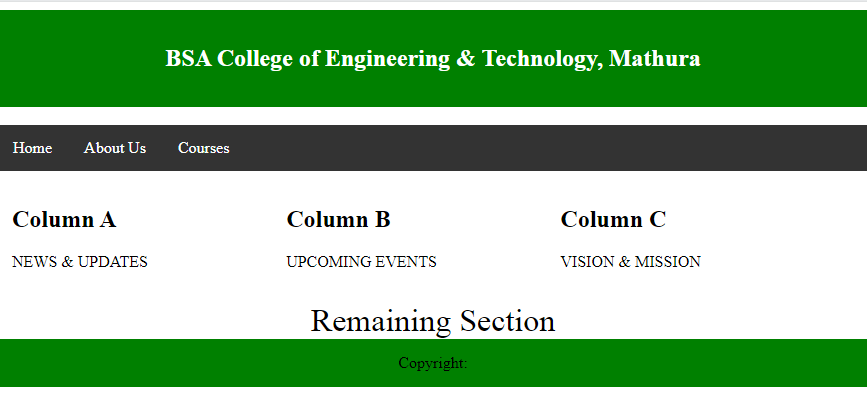 BSA College of Engineering & Technology, Mathura
Home About Us Courses
Column A Column B Column C
NEWS & UPDATES UPCOMING EVENTS VISION & MISSION
Remaining Section
Copyright: